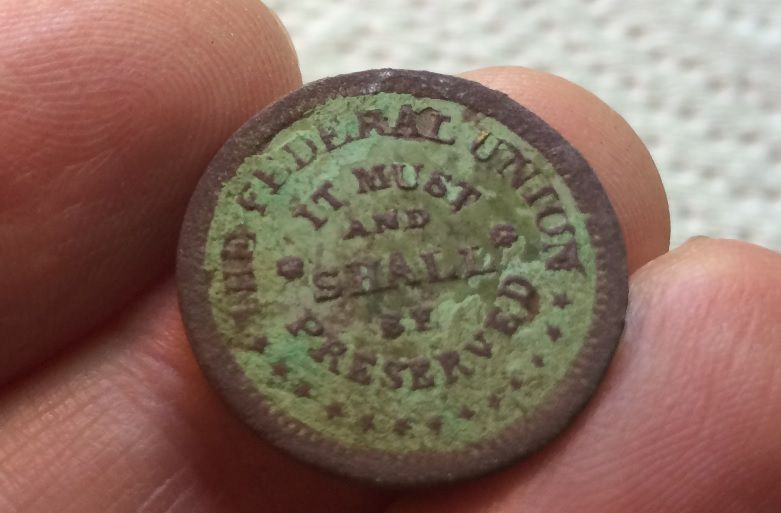 THE FEDERAL UNION
IT MUST
AND
SHALL
BE
PRESERVED